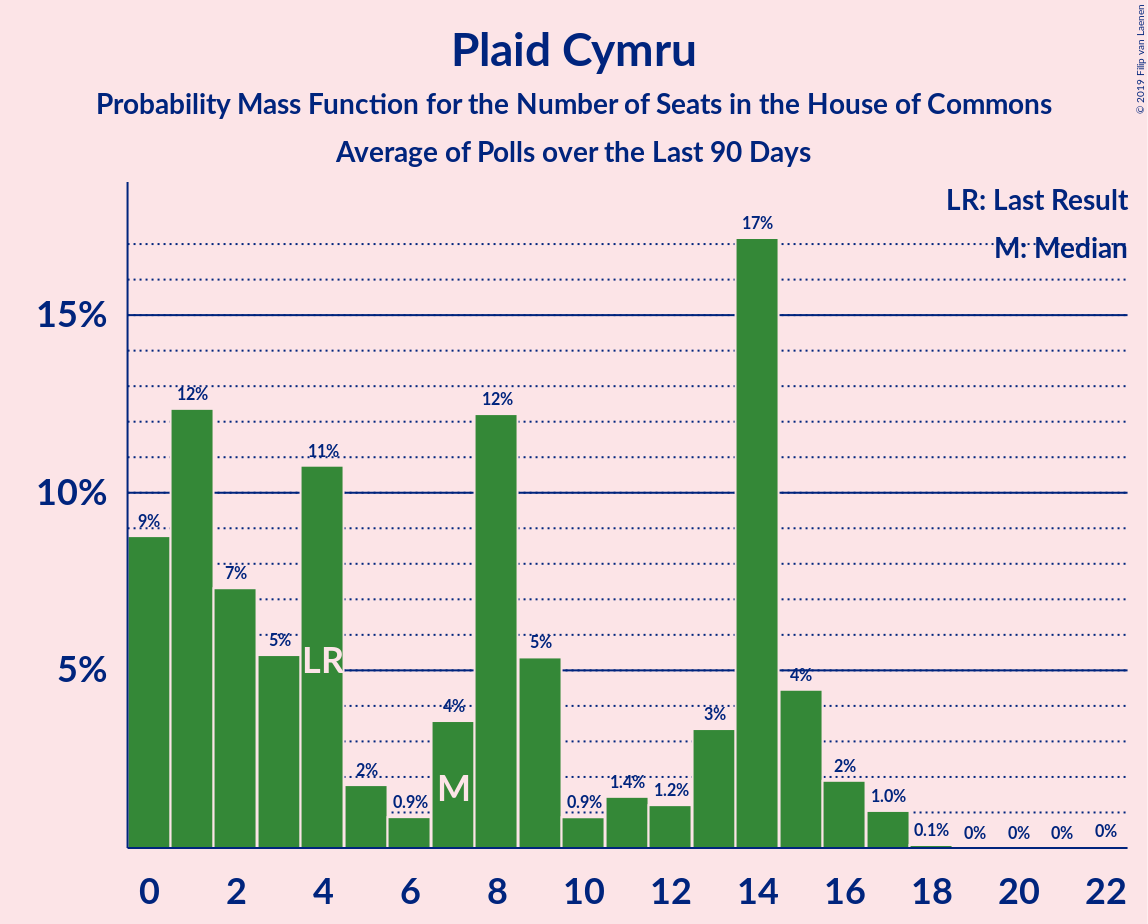 Plaid Cymru
Probability Mass Function for the Number of Seats in the House of Commons
Average of Polls over the Last 90 Days
© 2019 Filip van Laenen
LR: Last Result
M: Median
15%
10%
5%
9%
12%
7%
5%
11%
2%
0.9%
4%
12%
5%
0.9%
1.4%
1.2%
3%
17%
4%
2%
1.0%
0.1%
0%
0%
0%
0%
LR
M
0 2 4 6 8 10 12 14 16 18 20 22